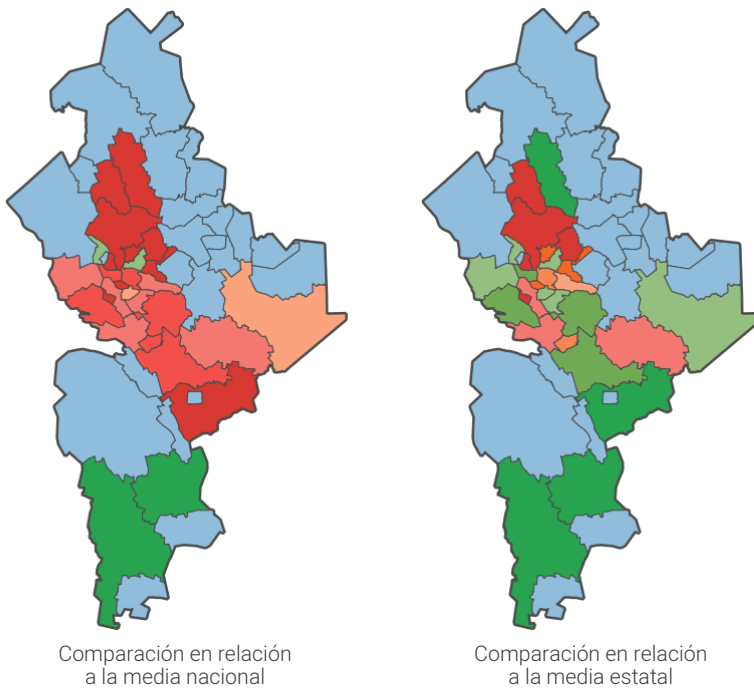 Comparación en relación
a la media nacional
Comparación en relación
a la media estatal